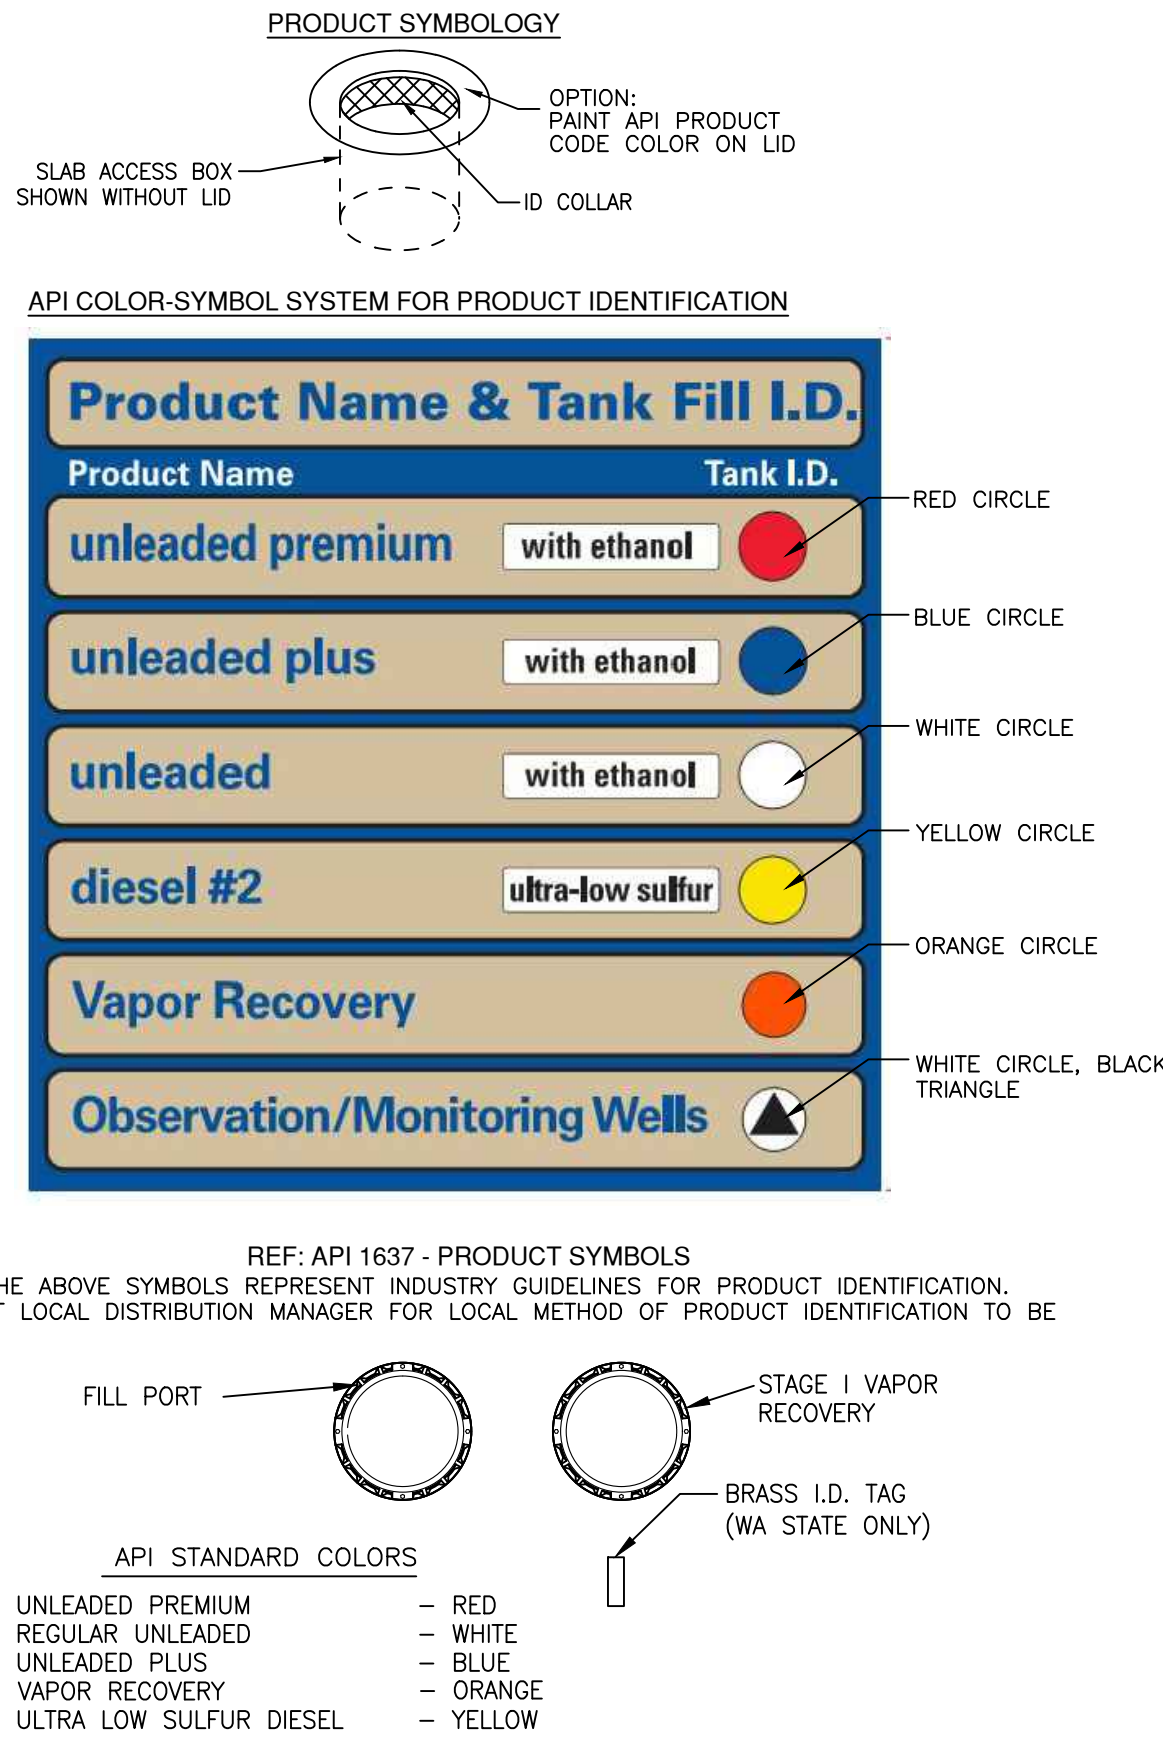 PRODUCT SYMBOLOGY
OPTION:
PAINT API PRODUCT
CODE COLOR ON LID
SLAB ACCESS BOX
SHOWN WITHOUT LID
ID COLLAR
API COLOR-SYMBOL SYSTEM FOR PRODUCT IDENTIFICATION
Product Name & Tank Fill I.D.
Product Name Tank I.D.
RED CIRCLE
unleaded premium with ethanol
BLUE CIRCLE
unleaded plus with ethanol
WHITE CIRCLE
unleaded with ethanol
YELLOW CIRCLE
diesel #2 ultra-low sulfur
ORANGE CIRCLE
Vapor Recovery
WHITE CIRCLE, BLACK
TRIANGLE
Observation/Monitoring Wells
REF: API 1637 - PRODUCT SYMBOLS
HE ABOVE SYMBOLS REPRESENT INDUSTRY GUIDELINES FOR PRODUCT IDENTIFICATION.
T LOCAL DISTRIBUTION MANAGER FOR LOCAL METHOD OF PRODUCT IDENTIFICATION TO BE
FILL PORT
STAGE I VAPOR
RECOVERY
BRASS I.D. TAG
(WA STATE ONLY)
API STANDARD COLORS
UNLEADED PREMIUM – RED
REGULAR UNLEADED – WHITE
UNLEADED PLUS – BLUE
VAPOR RECOVERY – ORANGE
ULTRA LOW SULFUR DIESEL – YELLOW